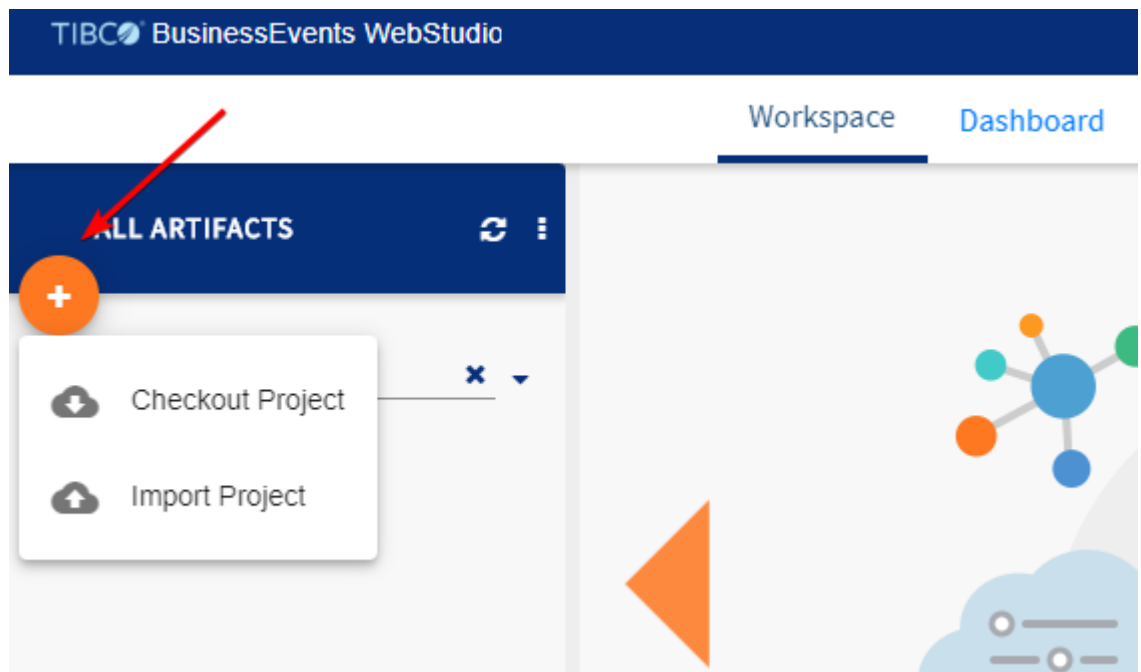 TIBCO® BusinessEvents WebStudio
Workspace Dashboard
ALL ARTIFACTS
Checkout Project
Import Project